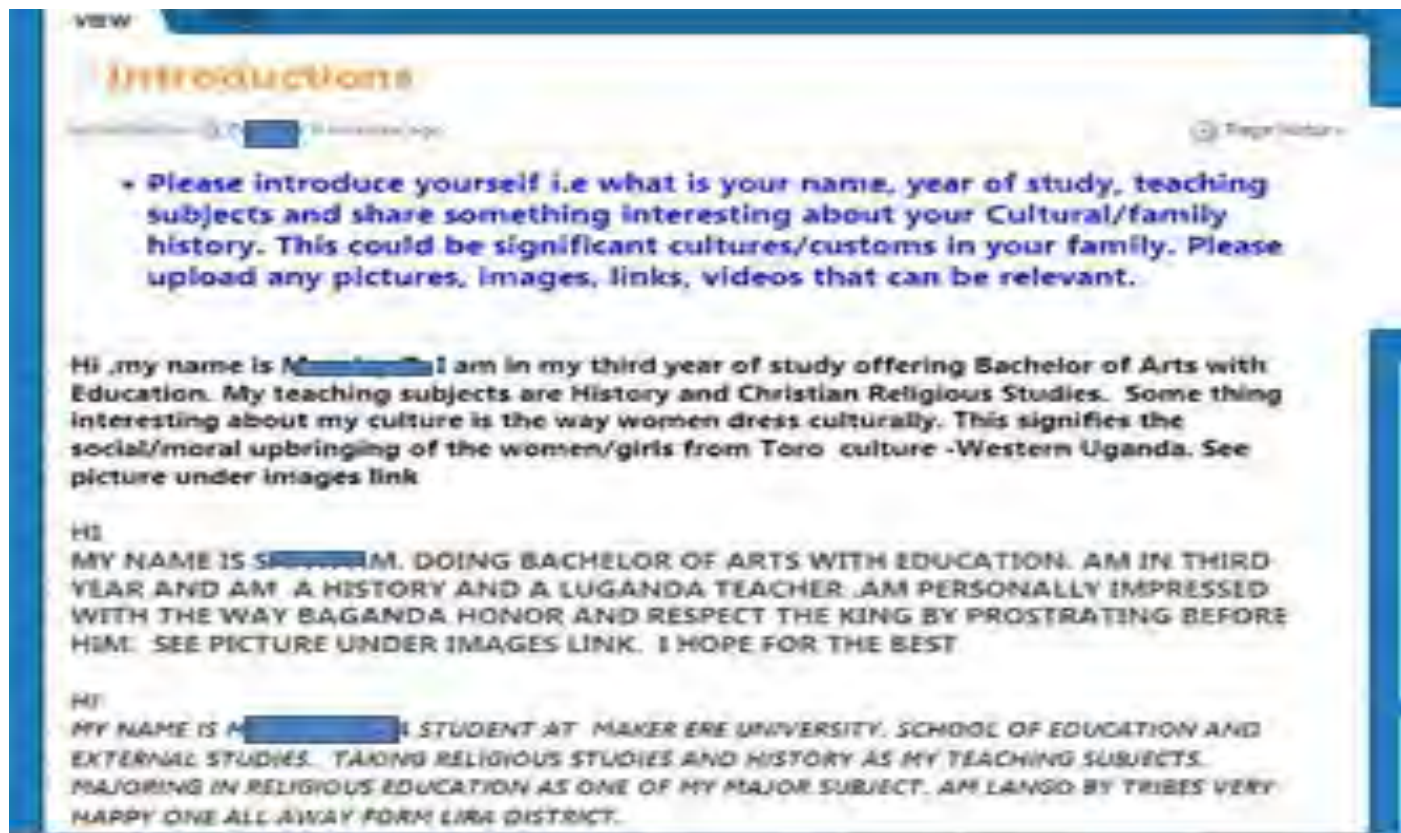 VIEW
Introductions
Page history
• Please introduce yourself i.e what is your name, year of study, teaching
subjects and share something interesting about your Cultural/family
history. This could be significant cultures/customs in your family. Please
upload any pictures, images, links, videos that can be relevant.
Hi ,my name is I am in my third year of study offering Bachelor of Arts with
Education. My teaching subjects are History and Christian Religious Studies. Some thing
interesting about my culture is the way women dress culturally. This signifies the
social/moral upbringing of the women/girls from Toro culture -Western Uganda. See
picture under images link
HI
MY NAME IS M. DOING BACHELOR OF ARTS WITH EDUCATION. AM IN THIRD
YEAR AND AM A HISTORY AND A LUGANDA TEACHER .AM PERSONALLY IMPRESSED
WITH THE WAY BAGANDA HONOR AND RESPECT THE KING BY PROSTRATING BEFORE
HIM. SEE PICTURE UNDER IMAGES LINK. I HOPE FOR THE BEST
HI
MY NAME IS STUDENT AT MAKER ERE UNIVERSITY. SCHOOL OF EDUCATION AND
EXTERNAL STUDIES. TAKING RELIGIOUS STUDIES AND HISTORY AS MY TEACHING SUBJECTS.
MAJORING IN RELIGIOUS EDUCATION AS ONE OF MY MAJOR SUBJECT. AM LANGO BY TRIBES VERY
HAPPY ONE ALL AWAY FORM LIRA DISTRICT.